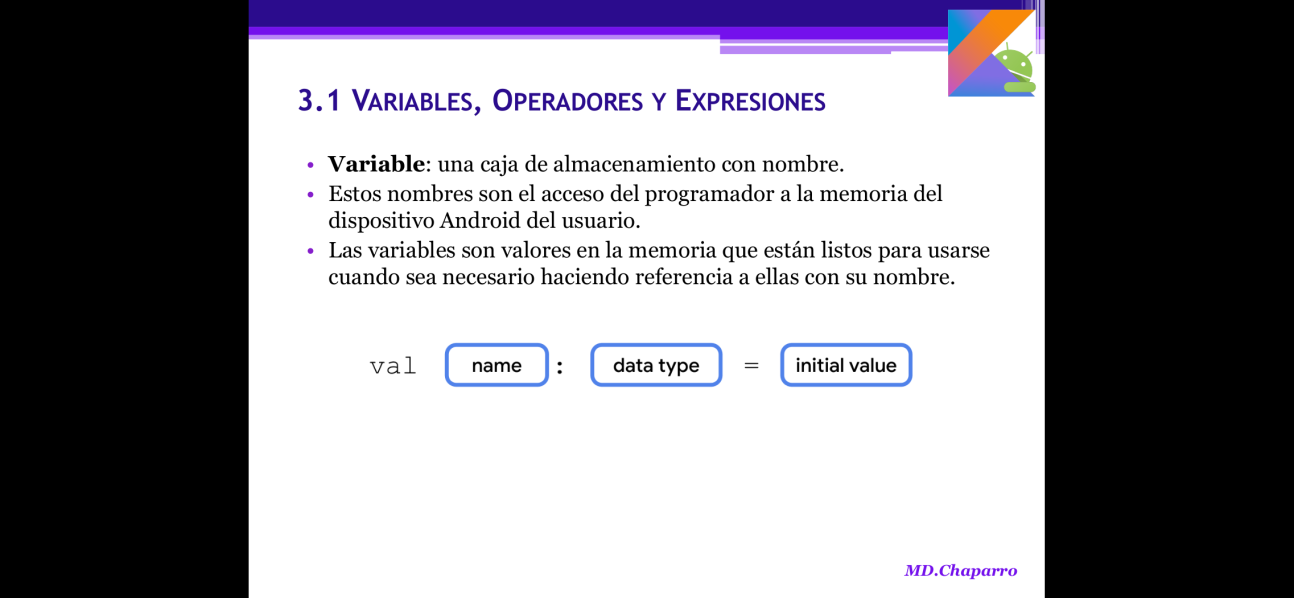 3.1 Variables, Operadores y Expresiones
• Variable: una caja de almacenamiento con nombre.
• Estos nombres son el acceso del programador a la memoria del
dispositivo Android del usuario.
• Las variables son valores en la memoria que están listos para usarse
cuando sea necesario haciendo referencia a ellas con su nombre.
val name : data type = initial value
MD.Chaparro